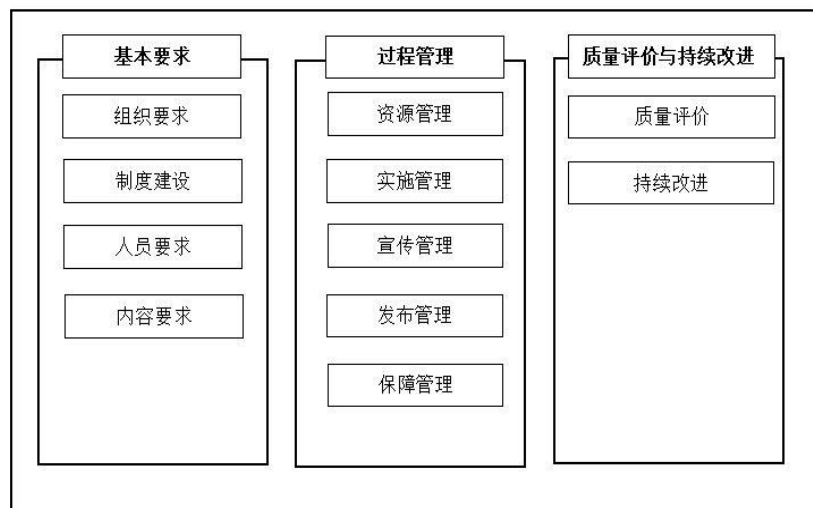 基本要求
组织要求
制度建设
人员要求
内容要求
过程管理
资源管理
实施管理
宣传管理
发布管理
保障管理
质量评价与持续改进
质量评价
持续改进